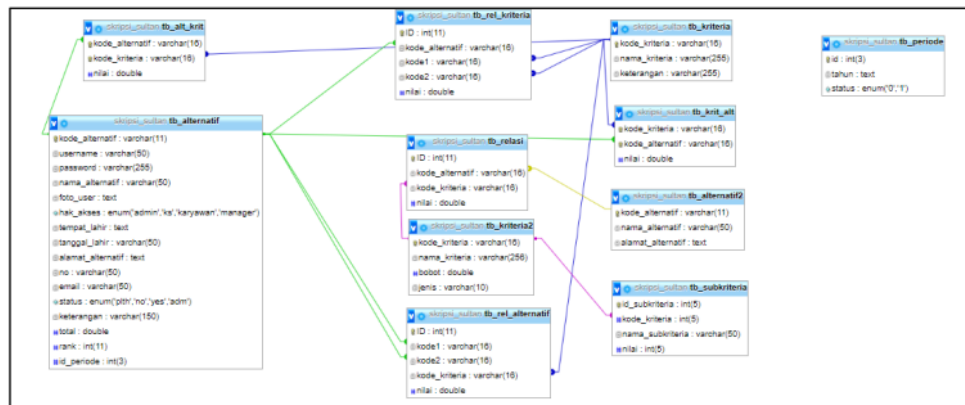 skripsi_sultan.tb_alt_krit
kode_alternatif : varchar(16)
kode_kriteria : varchar(16)
nilai : double
skripsi_sultan.tb_rel_kriteria
ID : int(11)
kode_alternatif : varchar(16)
kode1 : varchar(16)
kode2 : varchar(16)
nilai : double
skripsi_sultan.tb_kriteria
kode_kriteria : varchar(16)
nama_kriteria : varchar(255)
keterangan : varchar(255)
skripsi_sultan.tb_periode
id : int(3)
tahun : text
status : enum('0','1')
skripsi_sultan.tb_alternatif
kode_alternatif : varchar(11)
username : varchar(50)
password : varchar(255)
nama_alternatif : varchar(50)
foto_user : text
hak_akses : enum('admin','ks','karyawan','manager')
tempat_lahir : text
tanggal_lahir : varchar(50)
alamat_alternatif : text
no : varchar(50)
email : varchar(50)
status : enum('plth','no','yes','adm')
keterangan : varchar(150)
total : double
rank : int(11)
id_periode : int(3)
skripsi_sultan.tb_krit_alt
kode_kriteria : varchar(16)
kode_alternatif : varchar(16)
nilai : double
skripsi_sultan.tb_relasi
ID : int(11)
kode_alternatif : varchar(16)
kode_kriteria : varchar(16)
nilai : double
skripsi_sultan.tb_alternatif2
kode_alternatif : varchar(11)
nama_alternatif : varchar(50)
alamat_alternatif : text
skripsi_sultan.tb_kriteria2
kode_kriteria : varchar(16)
nama_kriteria : varchar(256)
bobot : double
jenis : varchar(10)
skripsi_sultan.tb_subkriteria
id_subkriteria : int(5)
kode_kriteria : int(5)
nama_subkriteria : varchar(50)
nilai : int(5)
skripsi_sultan.tb_rel_alternatif
ID : int(11)
kode1 : varchar(16)
kode2 : varchar(16)
kode_kriteria : varchar(16)
nilai : double